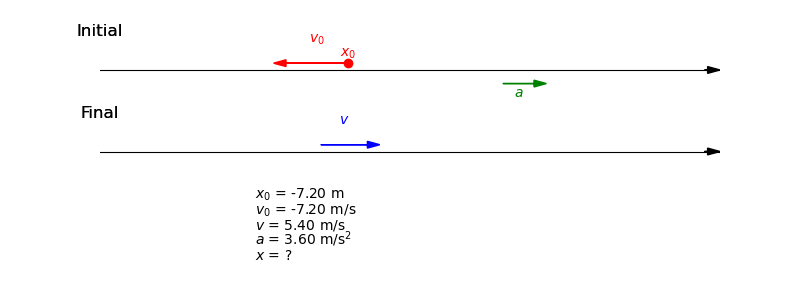 Initial
v₀
x₀
a
Final
v
x₀ = -7.20 m
v₀ = -7.20 m/s
v = 5.40 m/s
a = 3.60 m/s²
x = ?